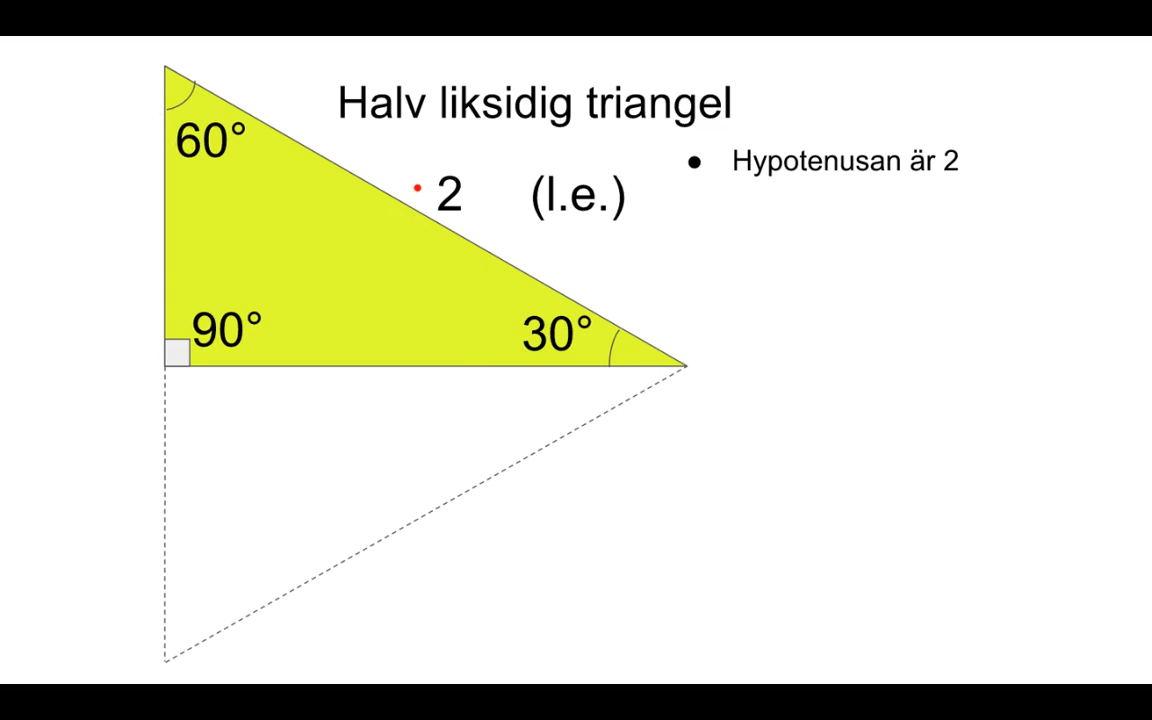 Halv liksidig triangel
60°
● Hypotenusan är 2
2 (l.e.)
90°
30°